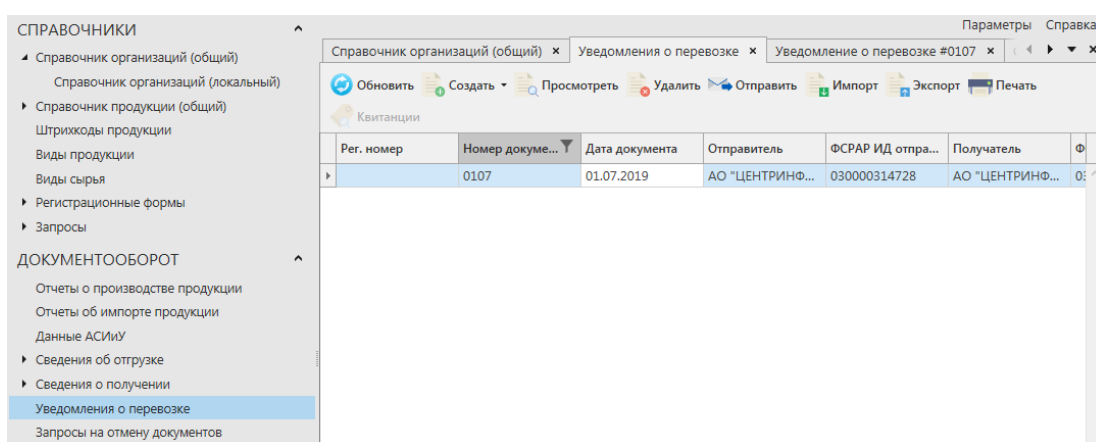 Параметры Справка
СПРАВОЧНИКИ
Справочник организаций (общий)
Справочник организаций (локальный)
Справочник продукции (общий)
Штрихкоды продукции
Виды продукции
Виды сырья
Регистрационные формы
Запросы
ДОКУМЕНТООБОРОТ
Отчеты о производстве продукции
Отчеты об импорте продукции
Данные АСИиУ
Сведения об отгрузке
Сведения о получении
Уведомления о перевозке
Запросы на отмену документов
Справочник организаций (общий) Уведомления о перевозке Уведомление о перевозке #0107
Обновить Создать Просмотреть Удалить Отправить Импорт Экспорт Печать
Квитанции
Рег. номер Номер докуме... Дата документа Отправитель ФСРАР ИД отпра... Получатель Ф
0107 01.07.2019 АО "ЦЕНТРИНФ... 030000314728 АО "ЦЕНТРИНФ... 03